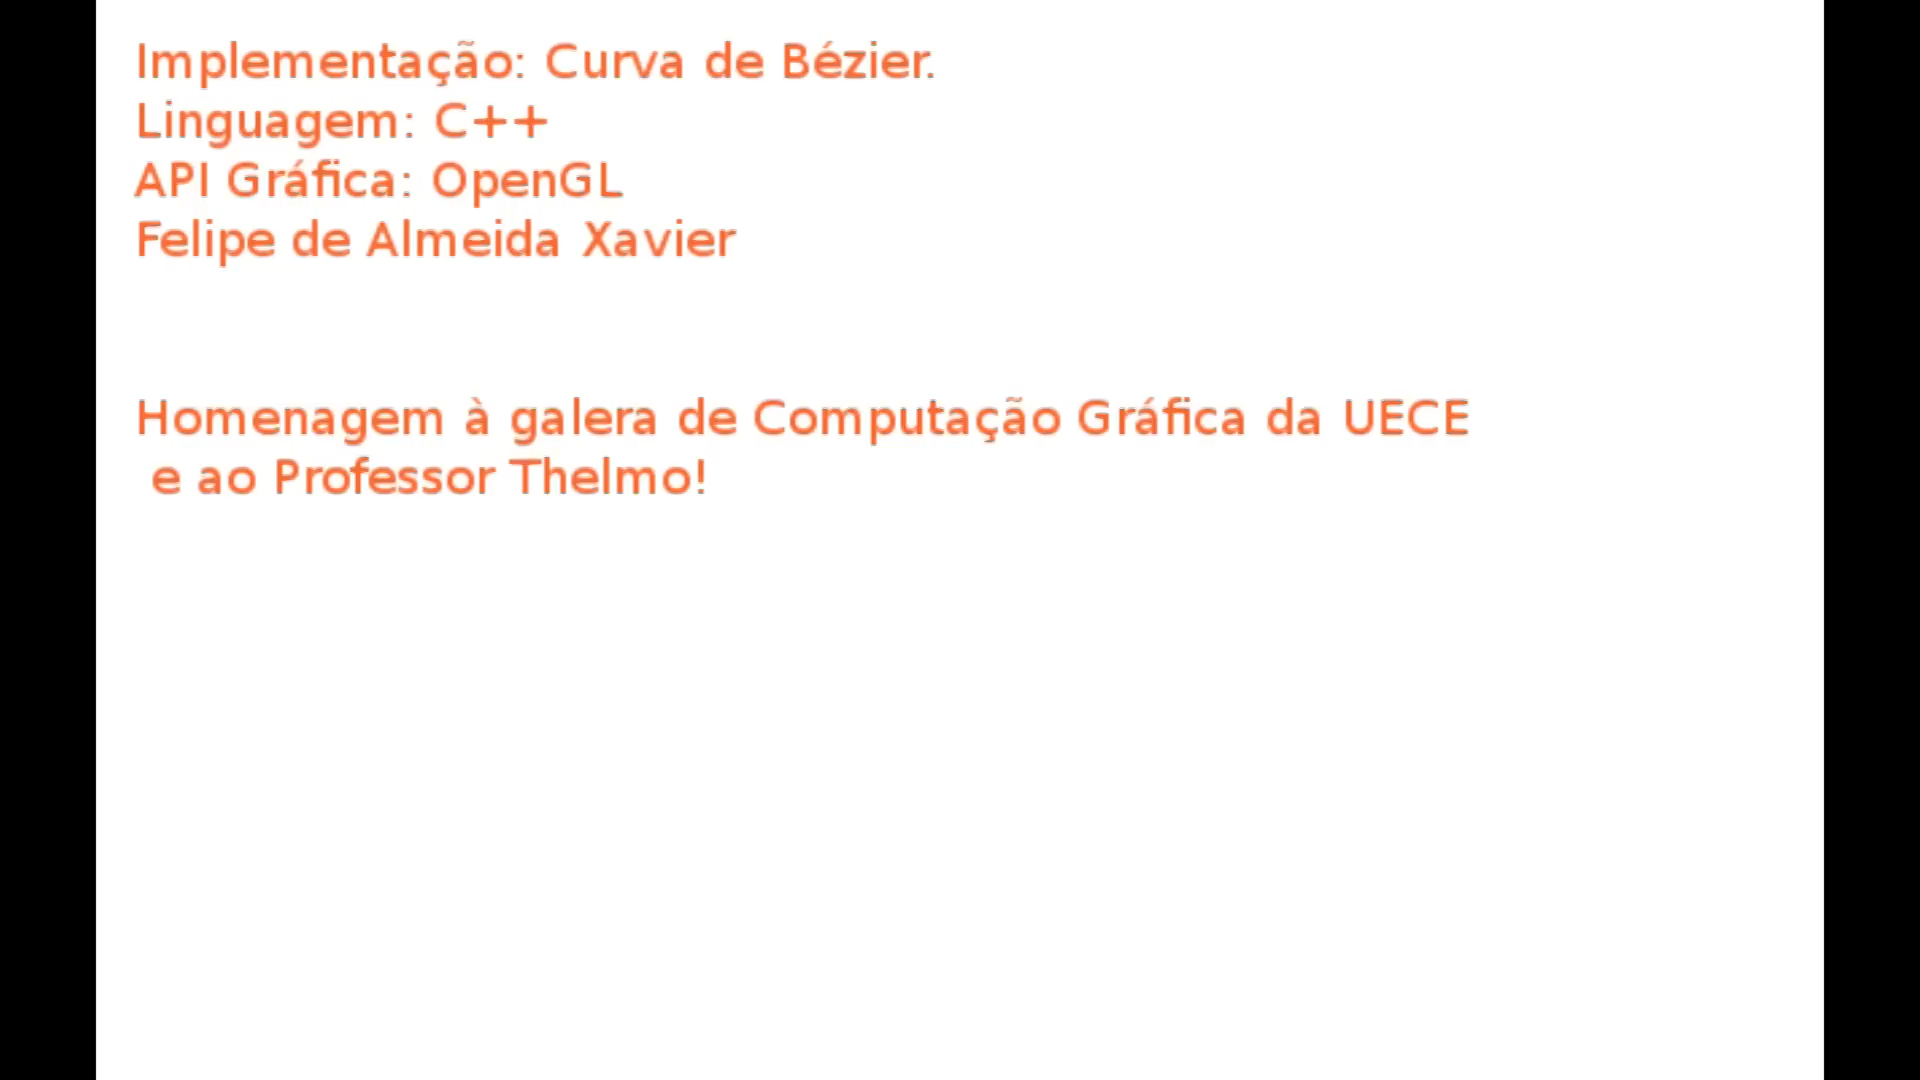 Implementação: Curva de Bézier.
Linguagem: C++
API Gráfica: OpenGL
Felipe de Almeida Xavier
Homenagem à galera de Computação Gráfica da UECE
e ao Professor Thelmo!